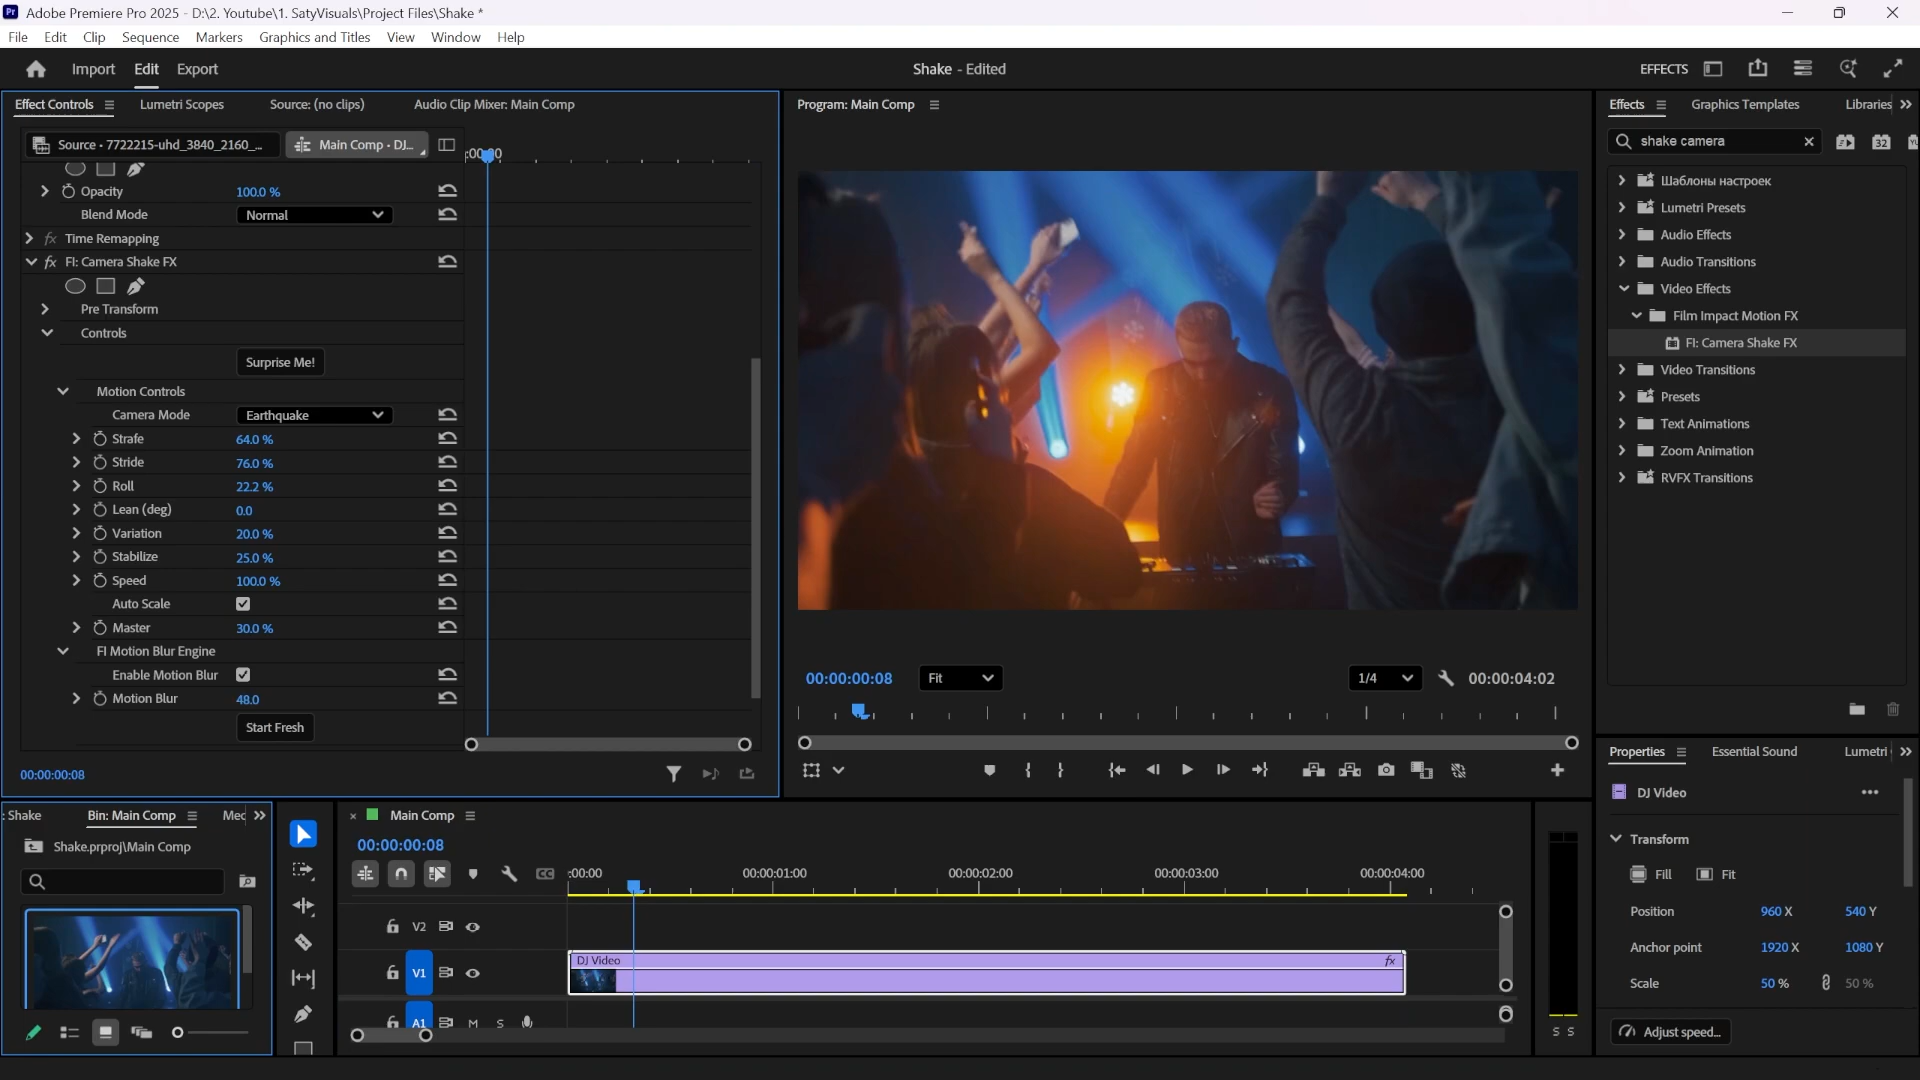 Pr Adobe Premiere Pro 2025 - D:\2. Youtube\1. SatyVisuals\Project Files\Shake *
File Edit Clip Sequence Markers Graphics and Titles View Window Help
Import Edit Export
Shake - Edited
EFFECTS
Effect Controls Lumetri Scopes Source: (no clips) Audio Clip Mixer: Main Comp
Source • 7722215-uhd_3840_2160_... Main Comp • DJ...
:00:00
Opacity 100.0 %
Blend Mode Normal
fx Time Remapping
fx FI: Camera Shake FX
Pre Transform
Controls
Surprise Me!
Motion Controls
Camera Mode Earthquake
Strafe 64.0 %
Stride 76.0 %
Roll 22.2 %
Lean (deg) 0.0
Variation 20.0 %
Stabilize 25.0 %
Speed 100.0 %
Auto Scale
Master 30.0 %
FI Motion Blur Engine
Enable Motion Blur
Motion Blur 48.0
Start Fresh
00:00:00:08
Program: Main Comp
00:00:00:08 Fit 1/4 00:00:04:02
Effects Graphics Templates Libraries
shake camera 32
Шаблоны настроек
Lumetri Presets
Audio Effects
Audio Transitions
Video Effects
Film Impact Motion FX
FI: Camera Shake FX
Video Transitions
Presets
Text Animations
Zoom Animation
RVFX Transitions
Properties Essential Sound Lumetri
DJ Video
Transform
Fill Fit
Position 960 X 540 Y
Anchor point 1920 X 1080 Y
Scale 50 % 50 %
Adjust speed...
: Shake Bin: Main Comp Med
Shake.prproj\Main Comp
Main Comp
00:00:00:08
:00:00 00:00:01:00 00:00:02:00 00:00:03:00 00:00:04:00
V2
V1
DJ Video fx
A1 M S
S S